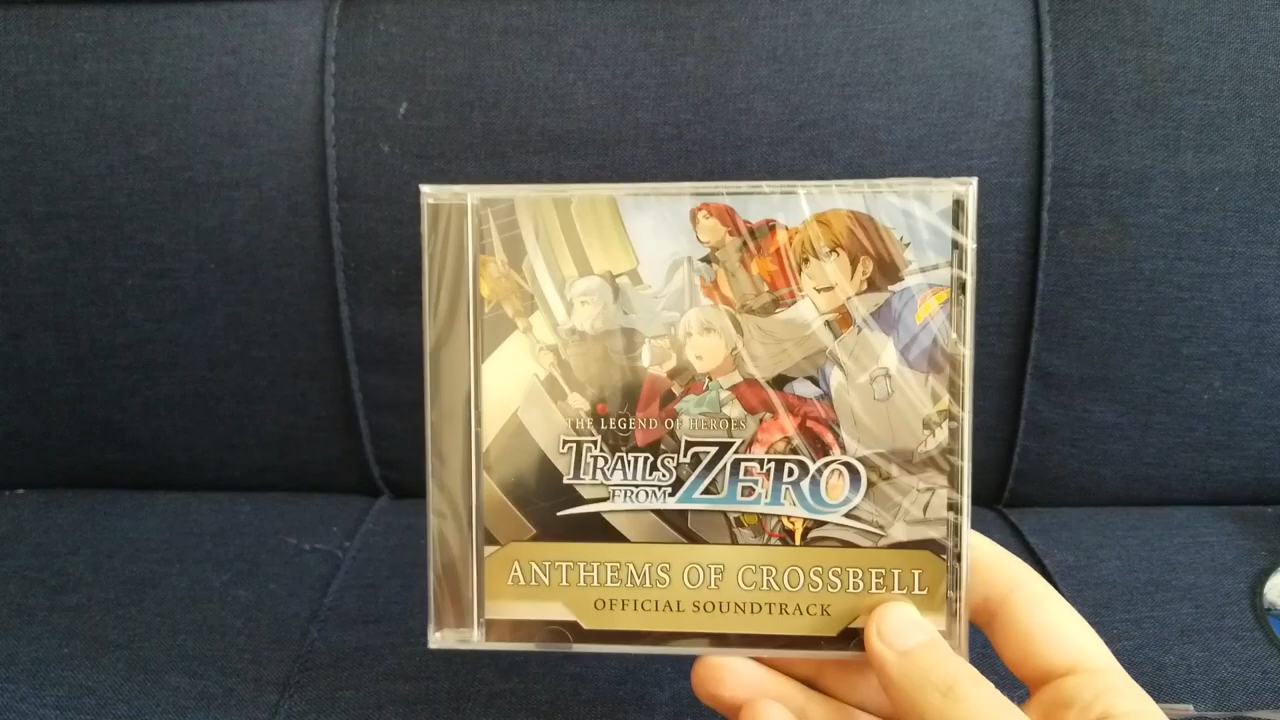 THE LEGEND OF HEROES
TRAILS
FROM ZERO
ANTHEMS OF CROSSBELL
OFFICIAL SOUNDTRACK